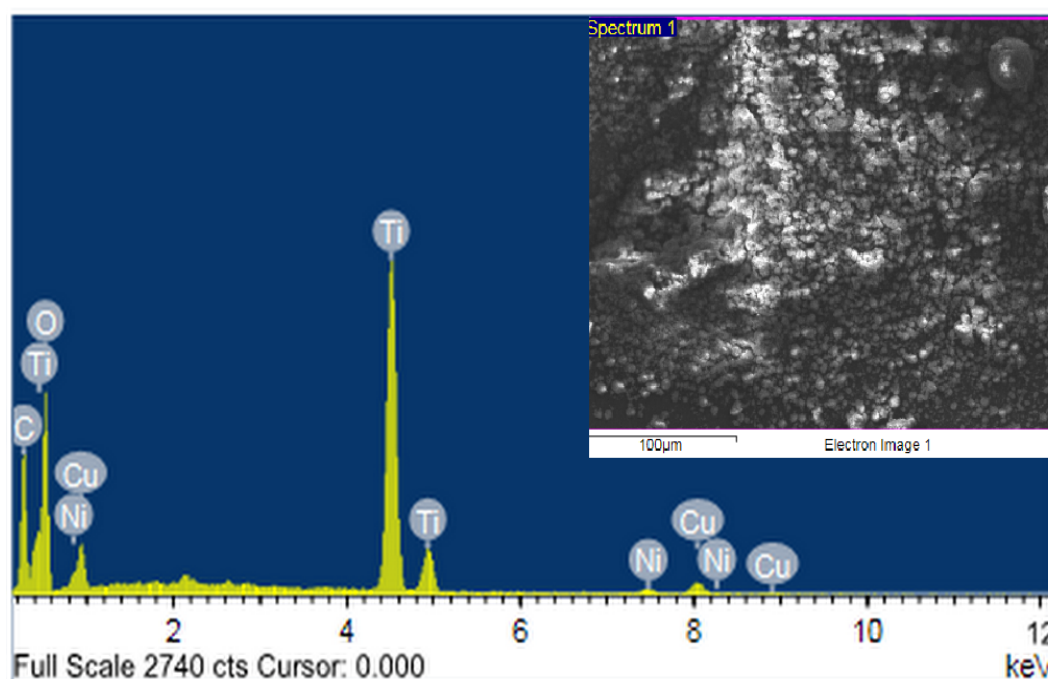 Spectrum 1
100µm Electron Image 1
Ti
O
Ti
C
Cu
Ni
Ti
Cu
Ni
Ni
Cu
2 4 6 8 10 12
Full Scale 2740 cts Cursor: 0.000 keV